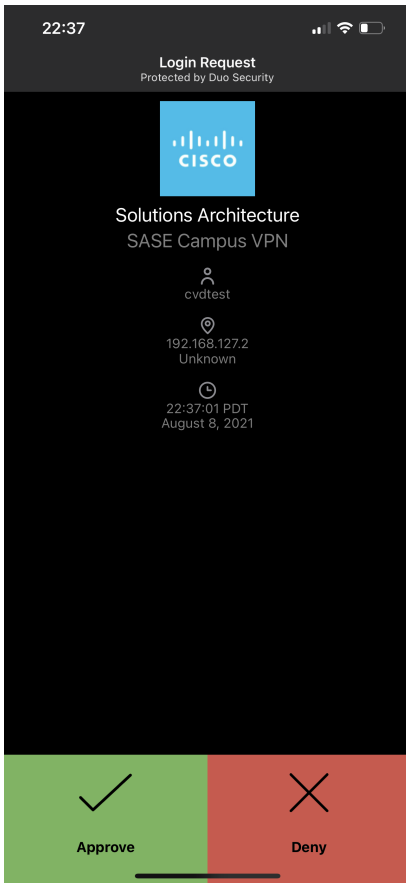 22:37
Login Request
Protected by Duo Security
CISCO
Solutions Architecture
SASE Campus VPN
cvdtest
192.168.127.2
Unknown
22:37:01 PDT
August 8, 2021
Approve
Deny